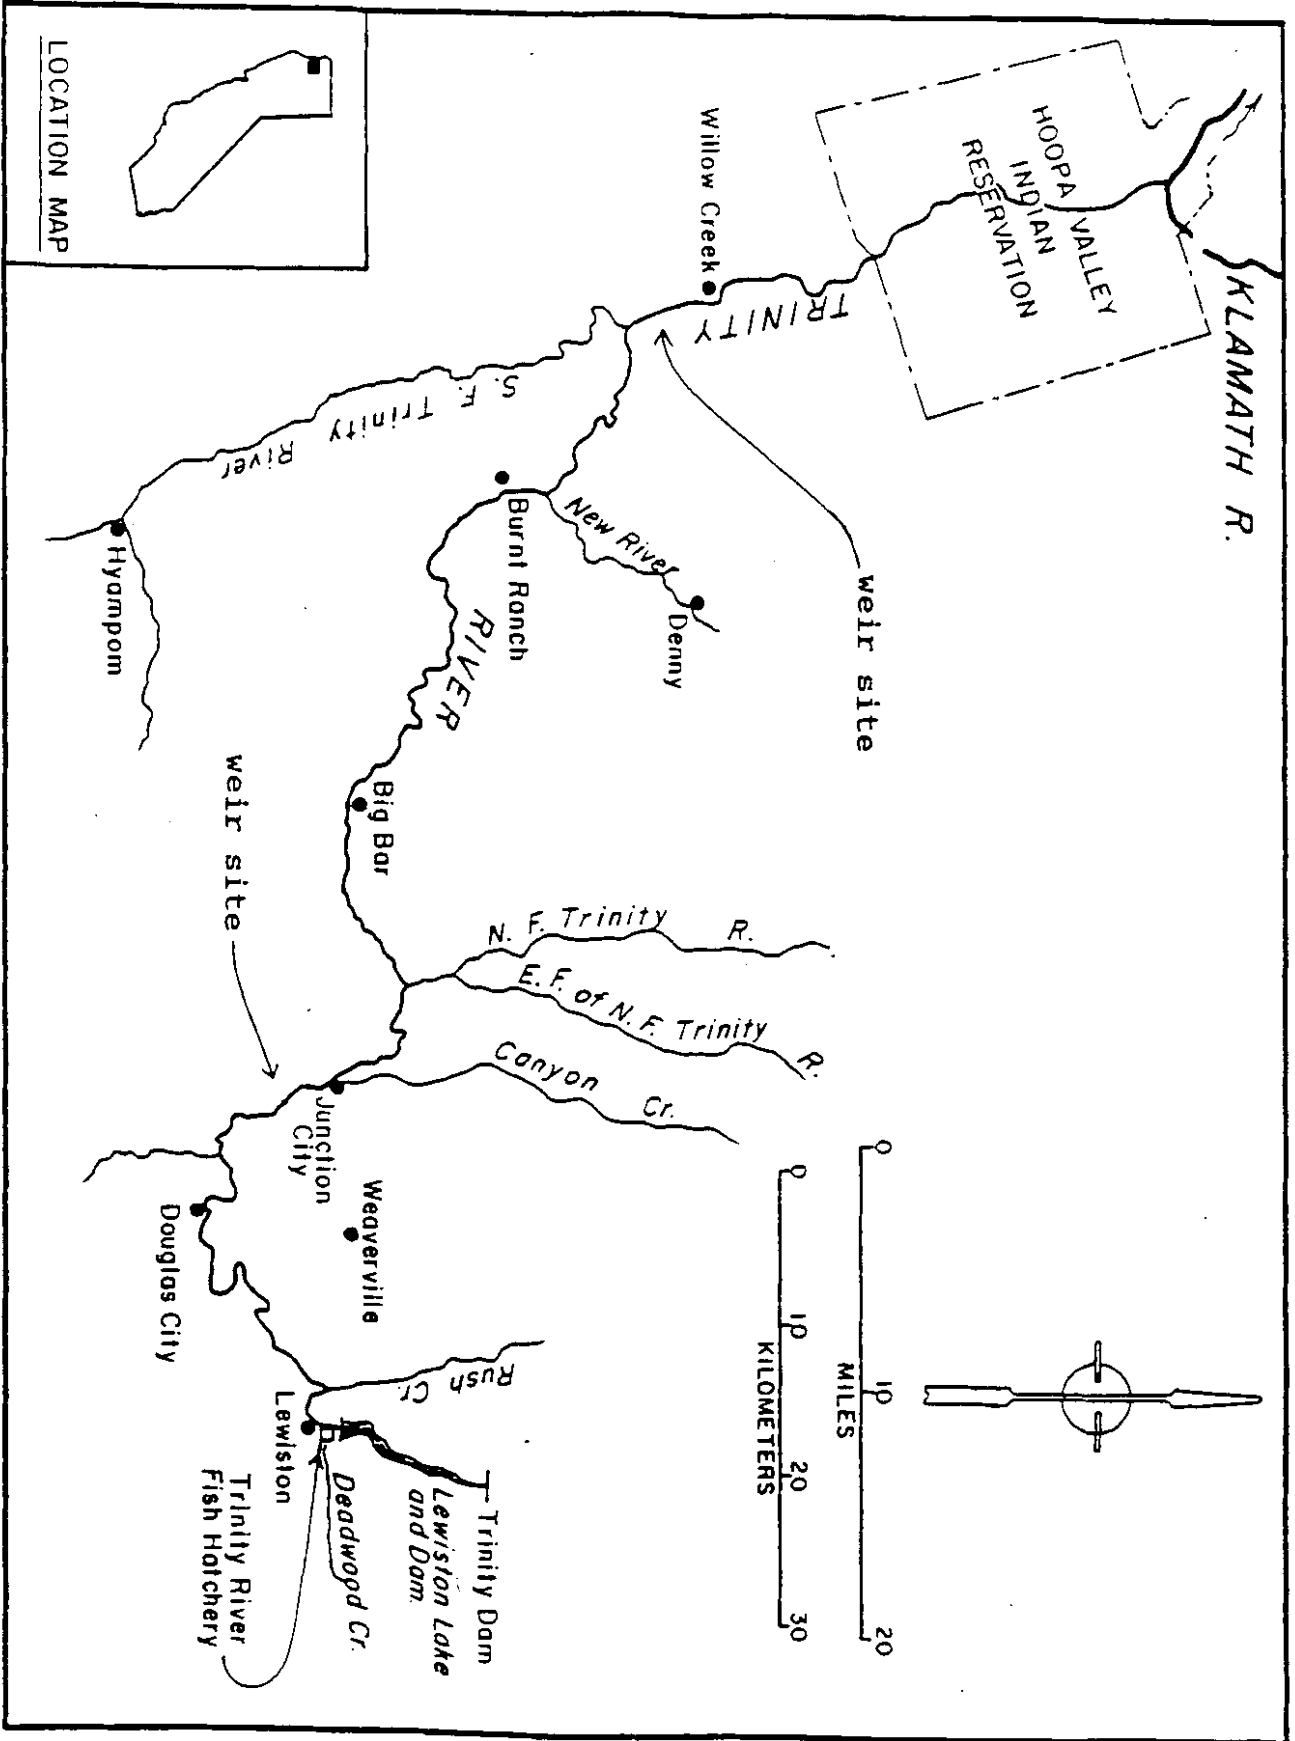 KLAMATH R.
HOOPA VALLEY
INDIAN
RESERVATION
Willow Creek
TRINITY
weir site
S. F. Trinity River
New River
Denny
Burnt Ranch
Hyampom
RIVER
Big Bar
weir site
N. F. Trinity R.
E. F. of N. F. Trinity R.
Canyon Cr.
Junction
City
Weaverville
Douglas City
Rush Cr.
Lewiston
Trinity Dam
Lewiston Lake
and Dam
Deadwood Cr.
Trinity River
Fish Hatchery
0 10 20
MILES
0 10 20 30
KILOMETERS
LOCATION MAP